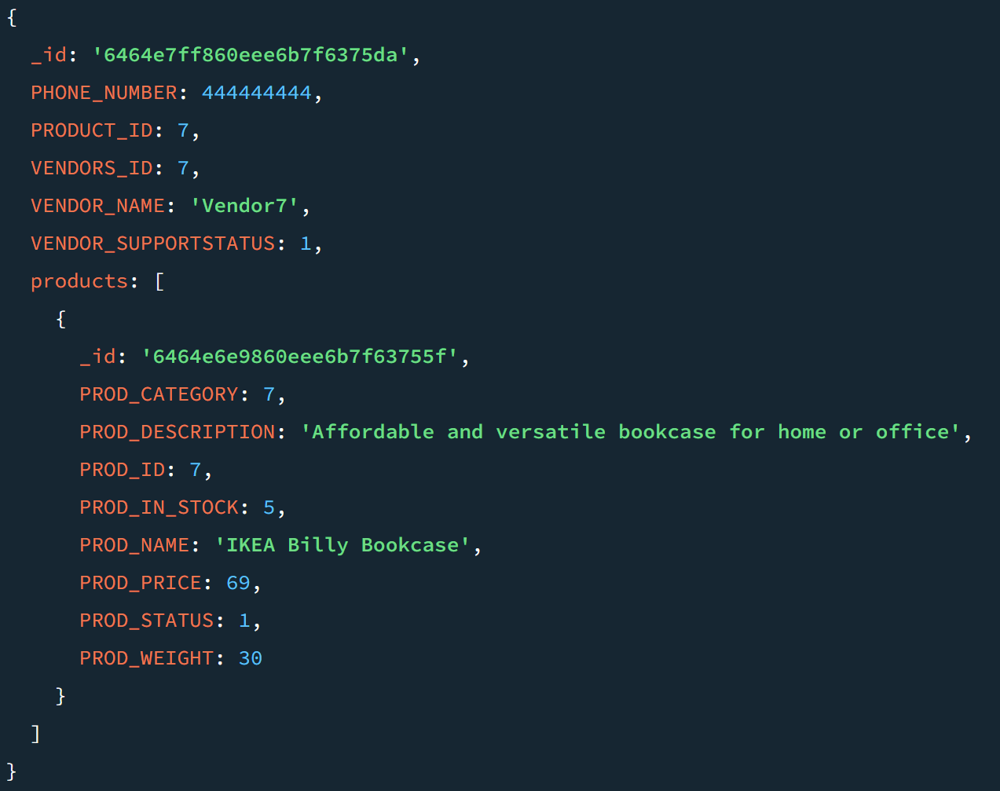 {
  _id: '6464e7ff860eee6b7f6375da',
  PHONE_NUMBER: 444444444,
  PRODUCT_ID: 7,
  VENDORS_ID: 7,
  VENDOR_NAME: 'Vendor7',
  VENDOR_SUPPORTSTATUS: 1,
  products: [
    {
      _id: '6464e6e9860eee6b7f63755f',
      PROD_CATEGORY: 7,
      PROD_DESCRIPTION: 'Affordable and versatile bookcase for home or office',
      PROD_ID: 7,
      PROD_IN_STOCK: 5,
      PROD_NAME: 'IKEA Billy Bookcase',
      PROD_PRICE: 69,
      PROD_STATUS: 1,
      PROD_WEIGHT: 30
    }
  ]
}